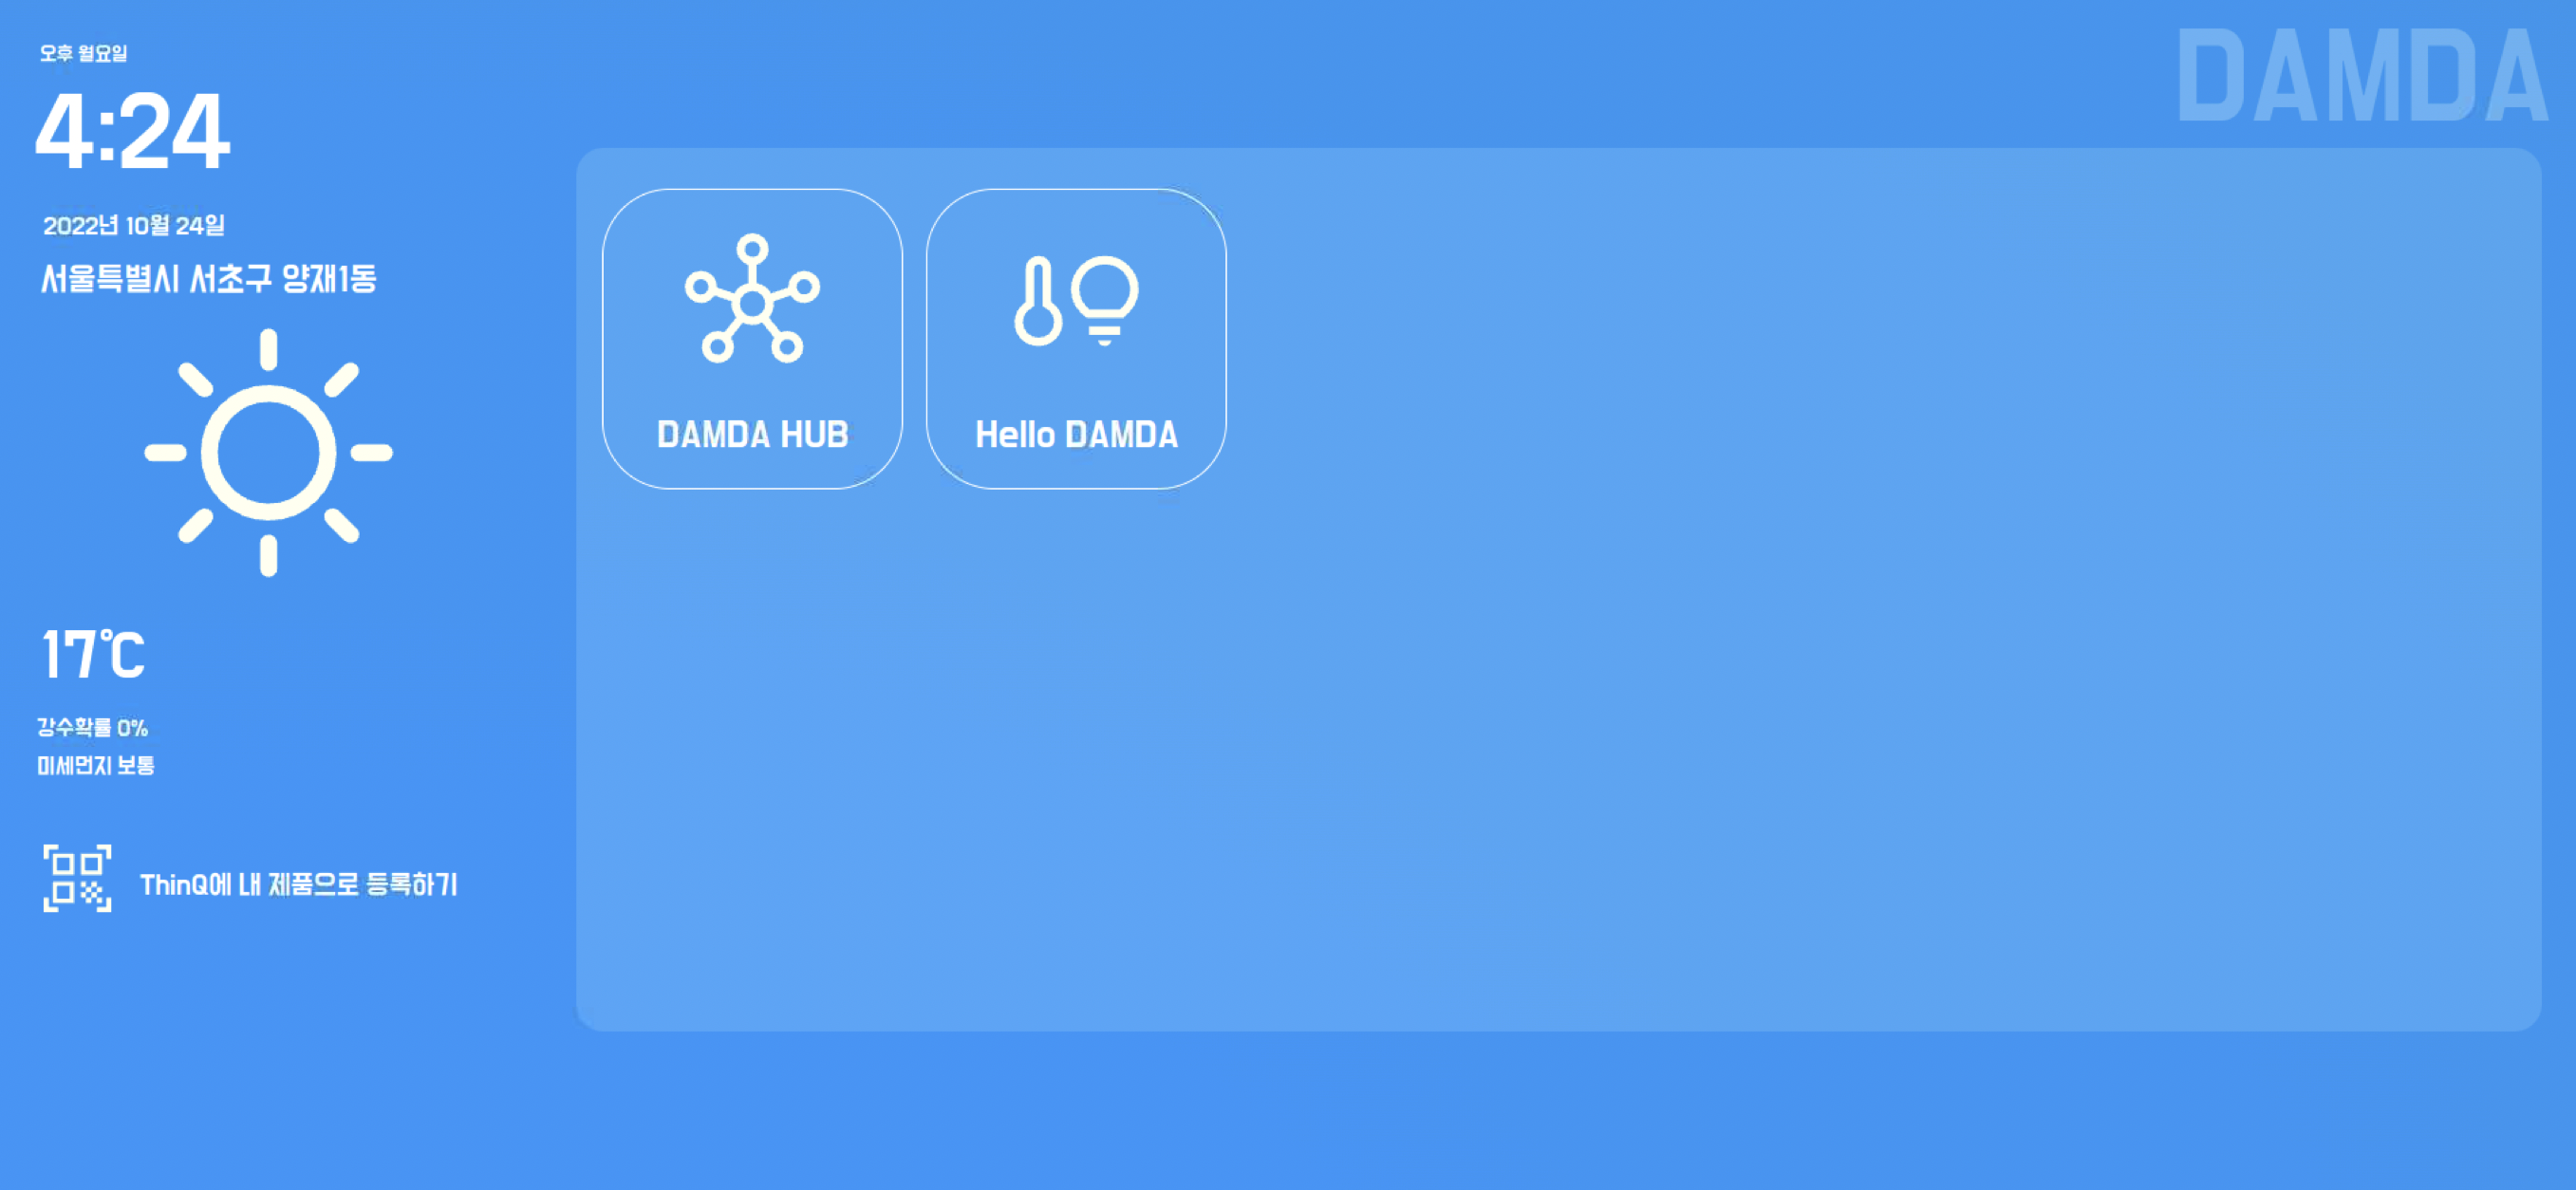 오후 월요일
4:24
2022년 10월 24일
서울특별시 서초구 양재1동
17℃
강수확률 0%
미세먼지 보통
ThinQ에 내 제품으로 등록하기
DAMDA
DAMDA HUB
Hello DAMDA